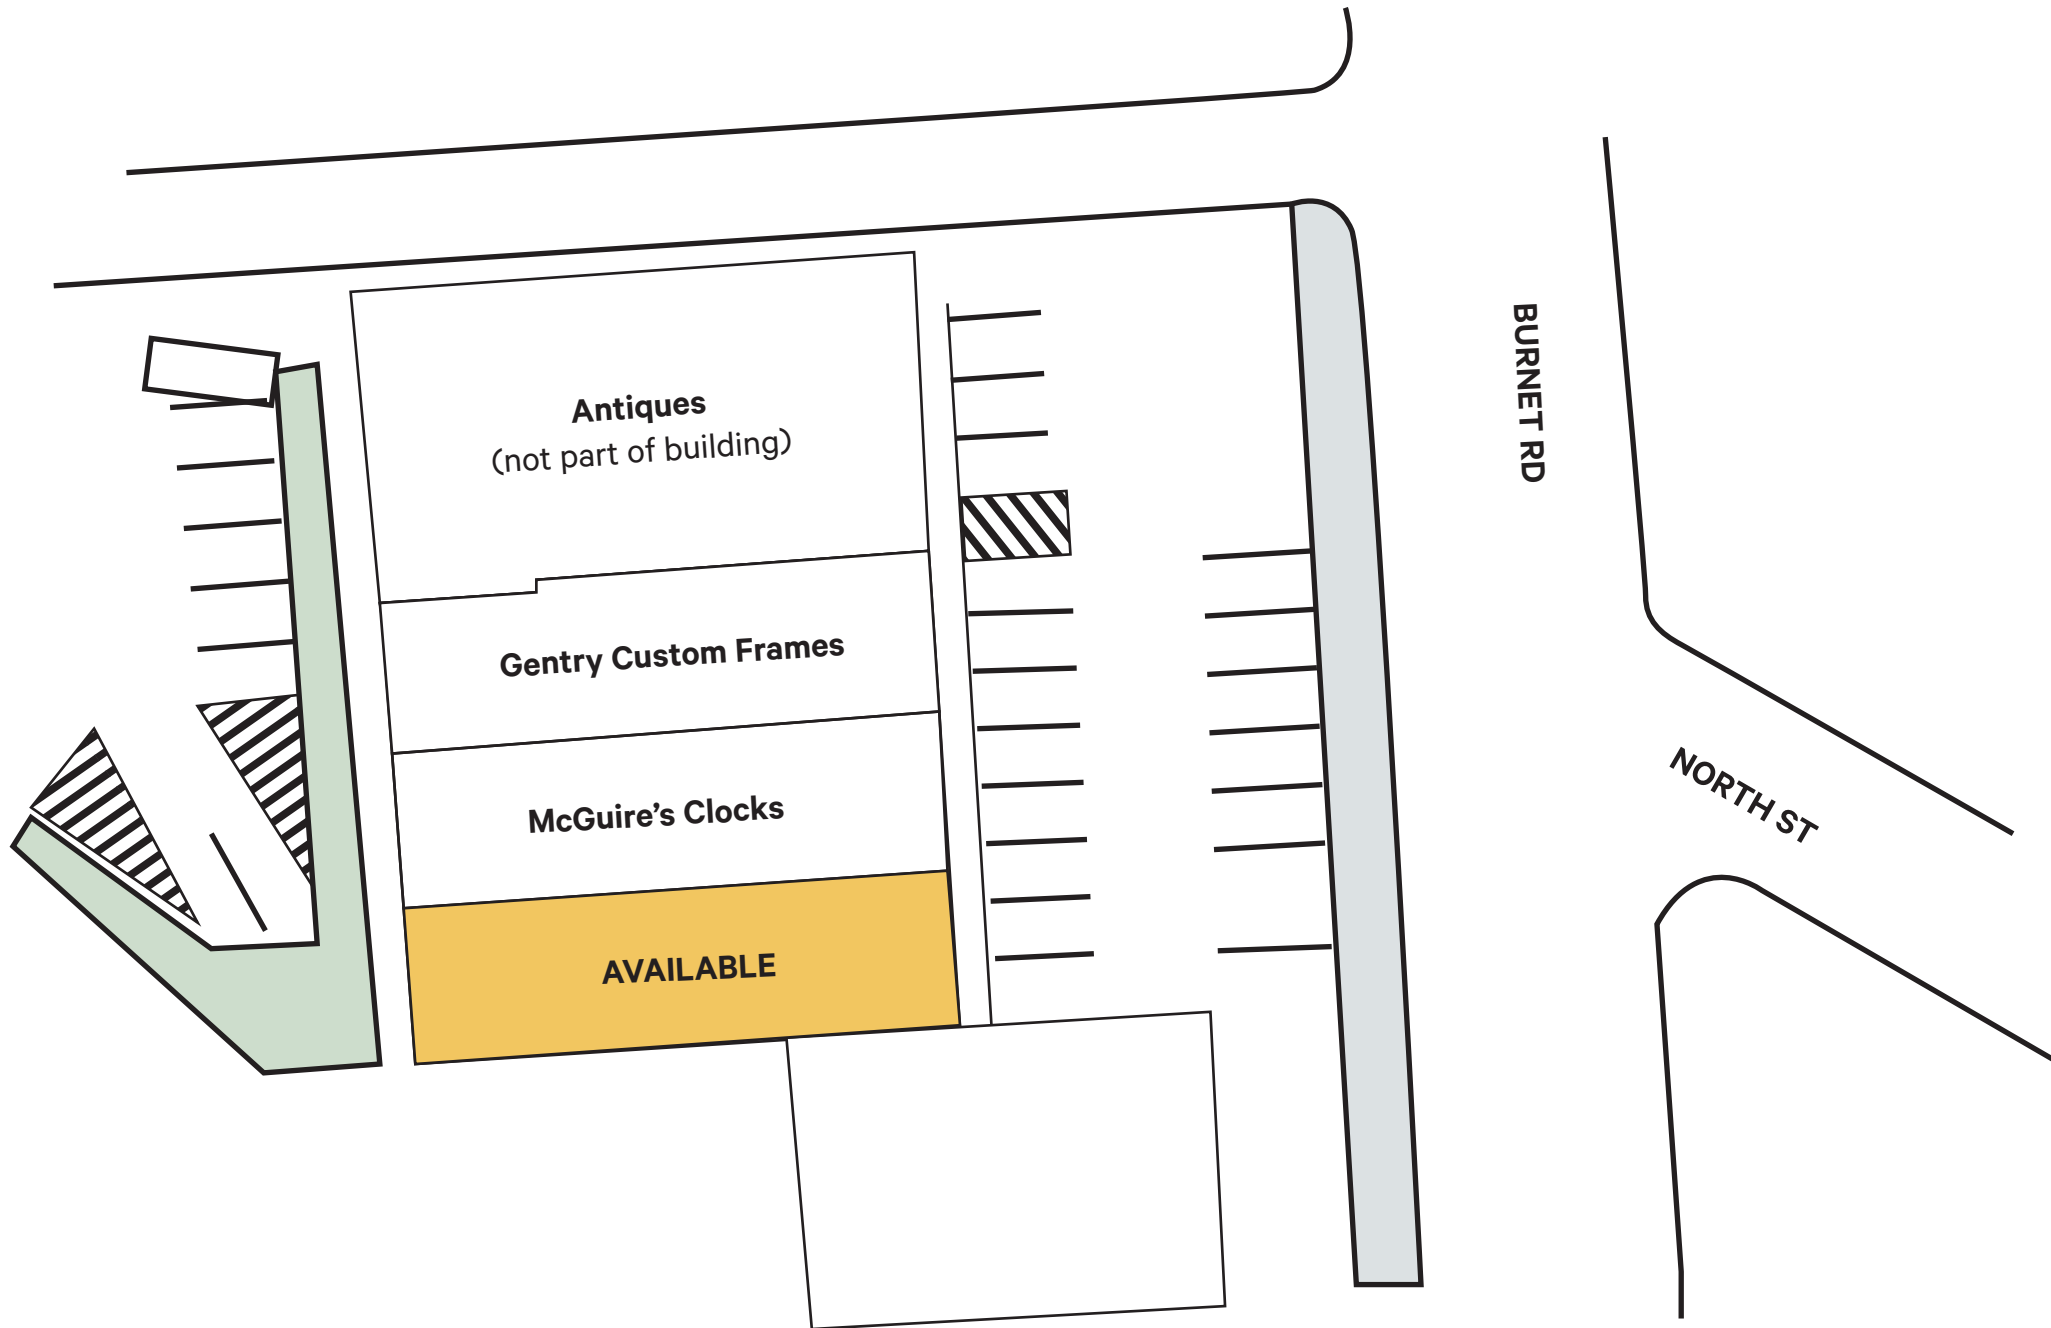 Antiques
(not part of building)
Gentry Custom Frames
McGuire’s Clocks
AVAILABLE
BURNET RD
NORTH ST